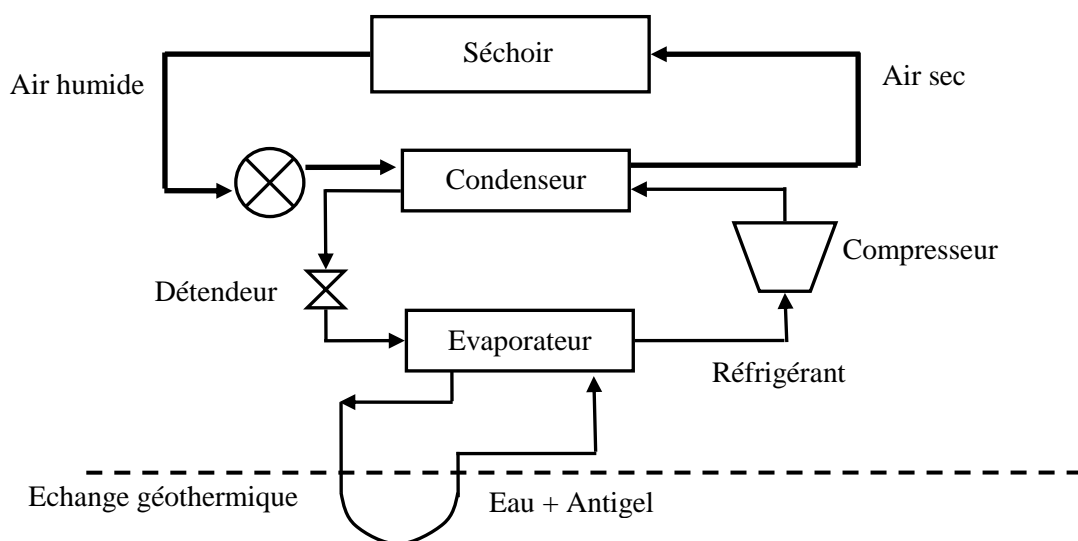 Séchoir
Air humide
Air sec
Condenseur
Compresseur
Détendeur
Evaporateur
Réfrigérant
Echange géothermique
Eau + Antigel